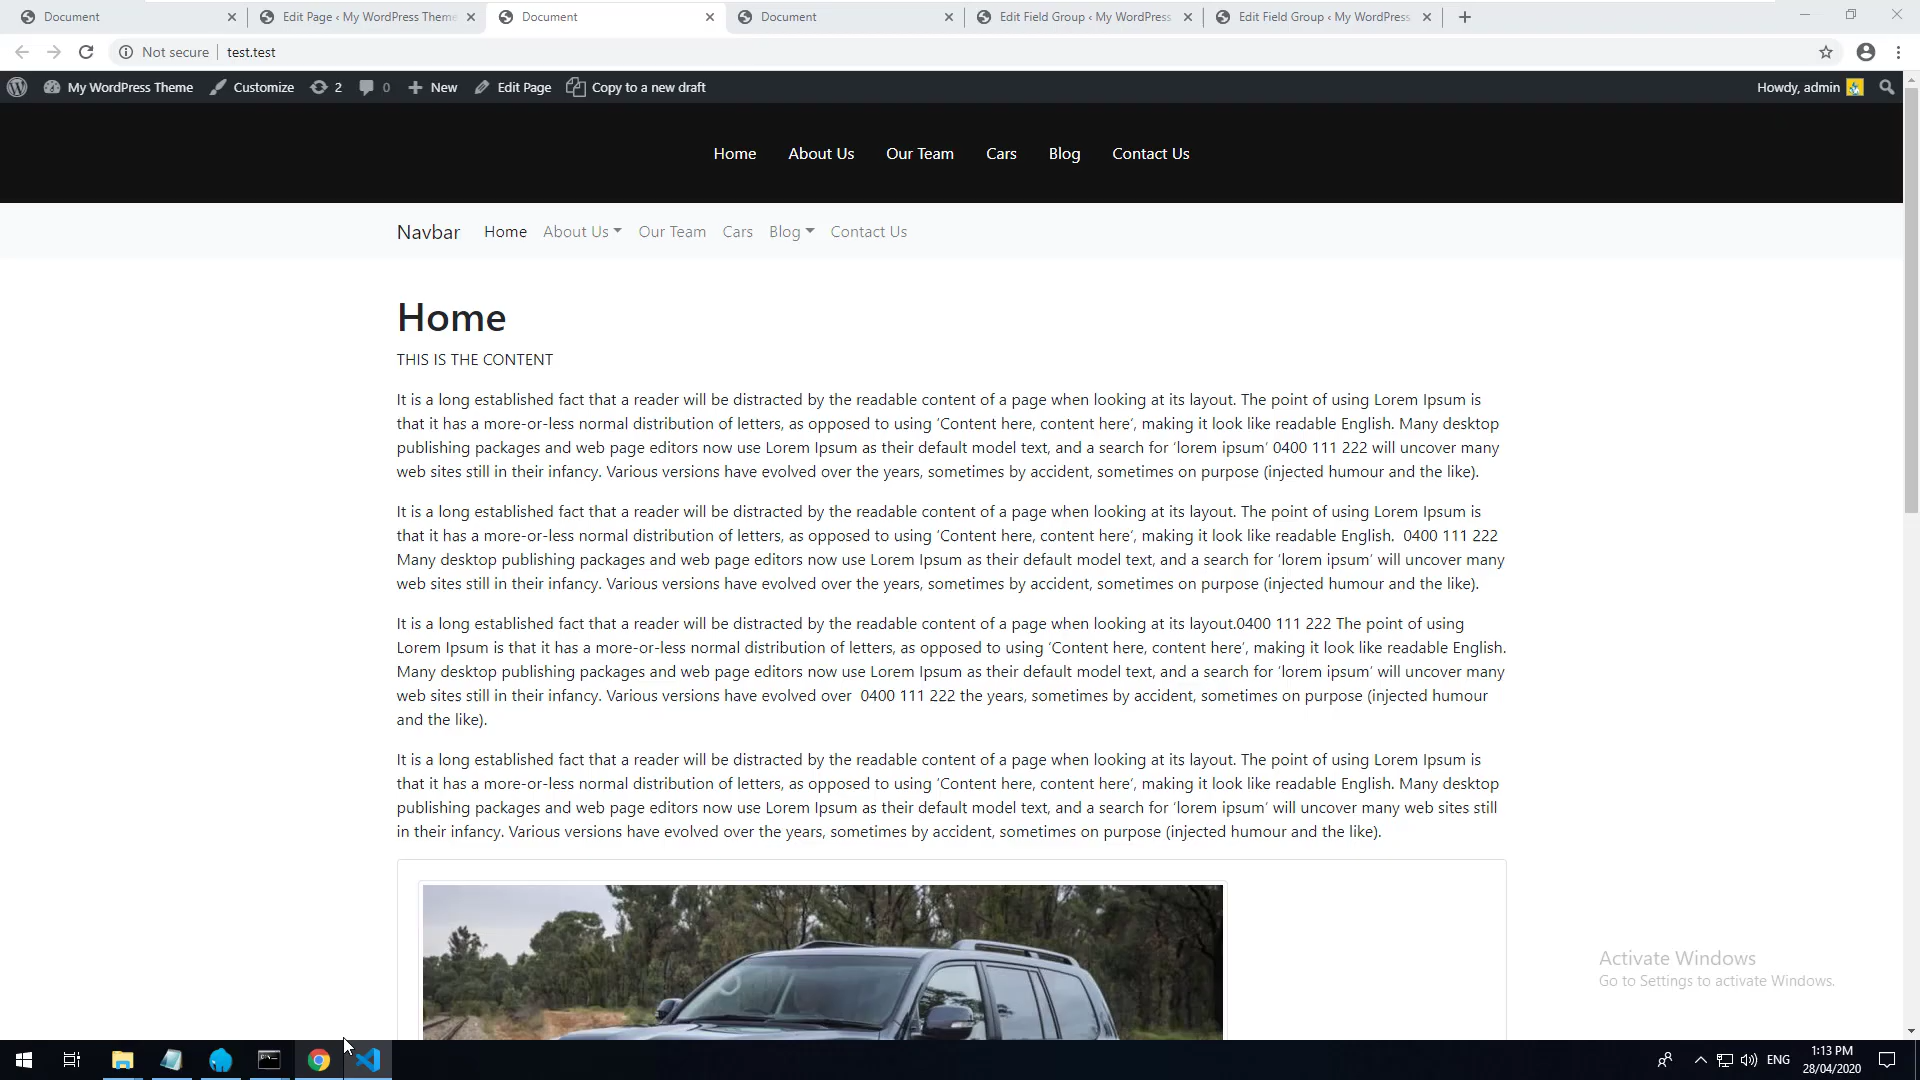 Document
Edit Page ‹ My WordPress Theme
Document
Document
Edit Field Group ‹ My WordPress
Edit Field Group ‹ My WordPress
Not secure
test.test
My WordPress Theme
Customize
2
0
New
Edit Page
Copy to a new draft
Howdy, admin
Home
About Us
Our Team
Cars
Blog
Contact Us
Navbar
Home
About Us
Our Team
Cars
Blog
Contact Us
Home
THIS IS THE CONTENT
It is a long established fact that a reader will be distracted by the readable content of a page when looking at its layout. The point of using Lorem Ipsum is
that it has a more-or-less normal distribution of letters, as opposed to using ‘Content here, content here’, making it look like readable English. Many desktop
publishing packages and web page editors now use Lorem Ipsum as their default model text, and a search for ‘lorem ipsum’ 0400 111 222 will uncover many
web sites still in their infancy. Various versions have evolved over the years, sometimes by accident, sometimes on purpose (injected humour and the like).
It is a long established fact that a reader will be distracted by the readable content of a page when looking at its layout. The point of using Lorem Ipsum is
that it has a more-or-less normal distribution of letters, as opposed to using ‘Content here, content here’, making it look like readable English.  0400 111 222
Many desktop publishing packages and web page editors now use Lorem Ipsum as their default model text, and a search for ‘lorem ipsum’ will uncover many
web sites still in their infancy. Various versions have evolved over the years, sometimes by accident, sometimes on purpose (injected humour and the like).
It is a long established fact that a reader will be distracted by the readable content of a page when looking at its layout.0400 111 222 The point of using
Lorem Ipsum is that it has a more-or-less normal distribution of letters, as opposed to using ‘Content here, content here’, making it look like readable English.
Many desktop publishing packages and web page editors now use Lorem Ipsum as their default model text, and a search for ‘lorem ipsum’ will uncover many
web sites still in their infancy. Various versions have evolved over  0400 111 222 the years, sometimes by accident, sometimes on purpose (injected humour
and the like).
It is a long established fact that a reader will be distracted by the readable content of a page when looking at its layout. The point of using Lorem Ipsum is
that it has a more-or-less normal distribution of letters, as opposed to using ‘Content here, content here’, making it look like readable English. Many desktop
publishing packages and web page editors now use Lorem Ipsum as their default model text, and a search for ‘lorem ipsum’ will uncover many web sites still
in their infancy. Various versions have evolved over the years, sometimes by accident, sometimes on purpose (injected humour and the like).
Activate Windows
Go to Settings to activate Windows.
ENG
1:13 PM
28/04/2020